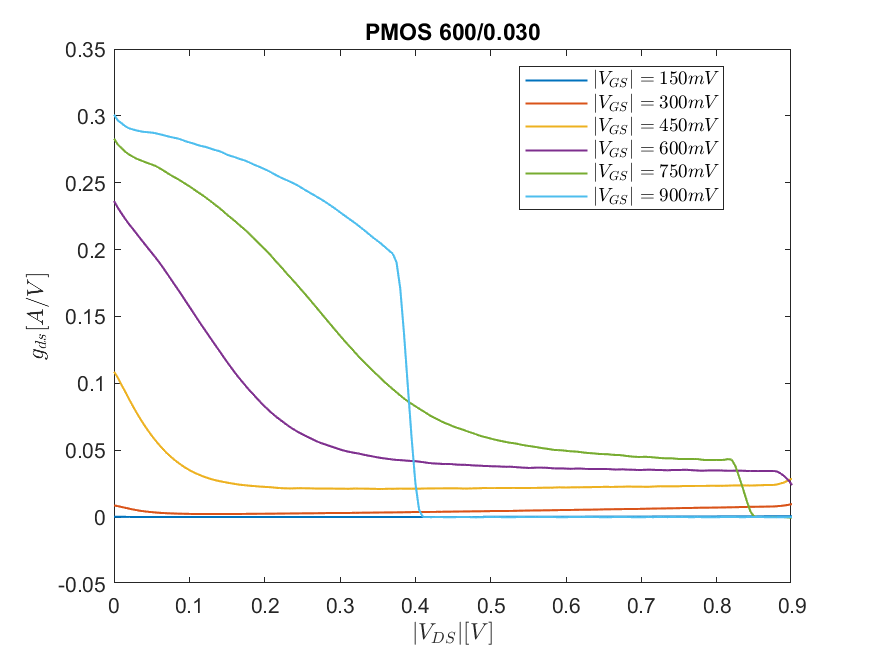 PMOS 600/0.030
0.35
0.3
0.25
0.2
0.15
0.1
0.05
0
-0.05
g_{ds}[A/V]
|V_{GS}| = 150mV
|V_{GS}| = 300mV
|V_{GS}| = 450mV
|V_{GS}| = 600mV
|V_{GS}| = 750mV
|V_{GS}| = 900mV
0 0.1 0.2 0.3 0.4 0.5 0.6 0.7 0.8 0.9
|V_{DS}|[V]